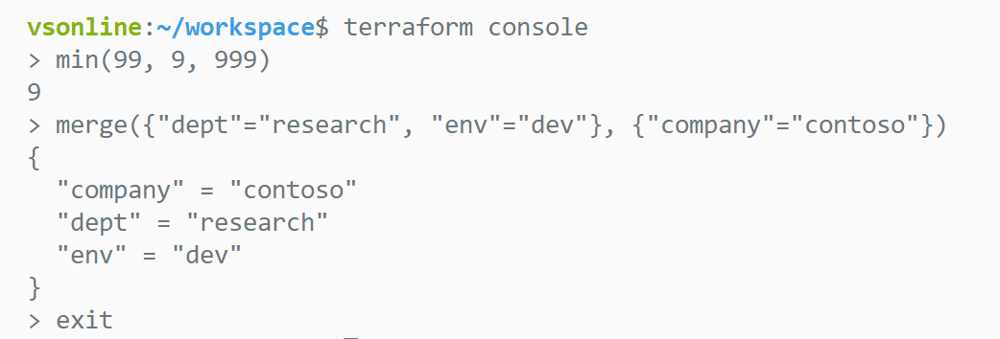 vsonline:~/workspace$ terraform console
> min(99, 9, 999)
9
> merge({"dept"="research", "env"="dev"}, {"company"="contoso"})
{
  "company" = "contoso"
  "dept" = "research"
  "env" = "dev"
}
> exit